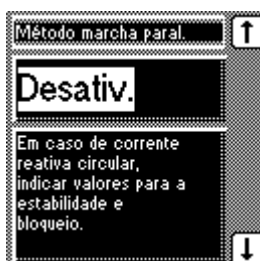 Método marcha paral.
Desativ.
Em caso de corrente
reativa circular,
indicar valores para a
estabilidade e
bloqueio.